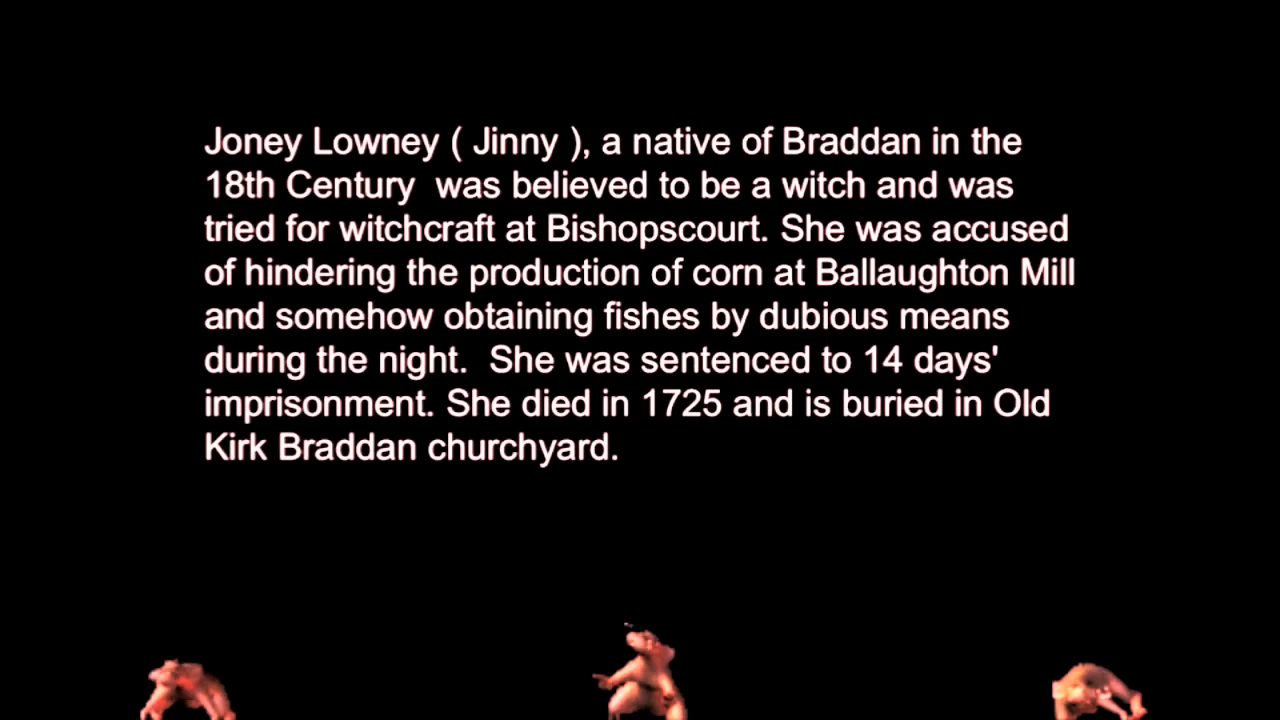 Joney Lowney ( Jinny ), a native of Braddan in the
18th Century  was believed to be a witch and was
tried for witchcraft at Bishopscourt. She was accused
of hindering the production of corn at Ballaughton Mill
and somehow obtaining fishes by dubious means
during the night.  She was sentenced to 14 days'
imprisonment. She died in 1725 and is buried in Old
Kirk Braddan churchyard.